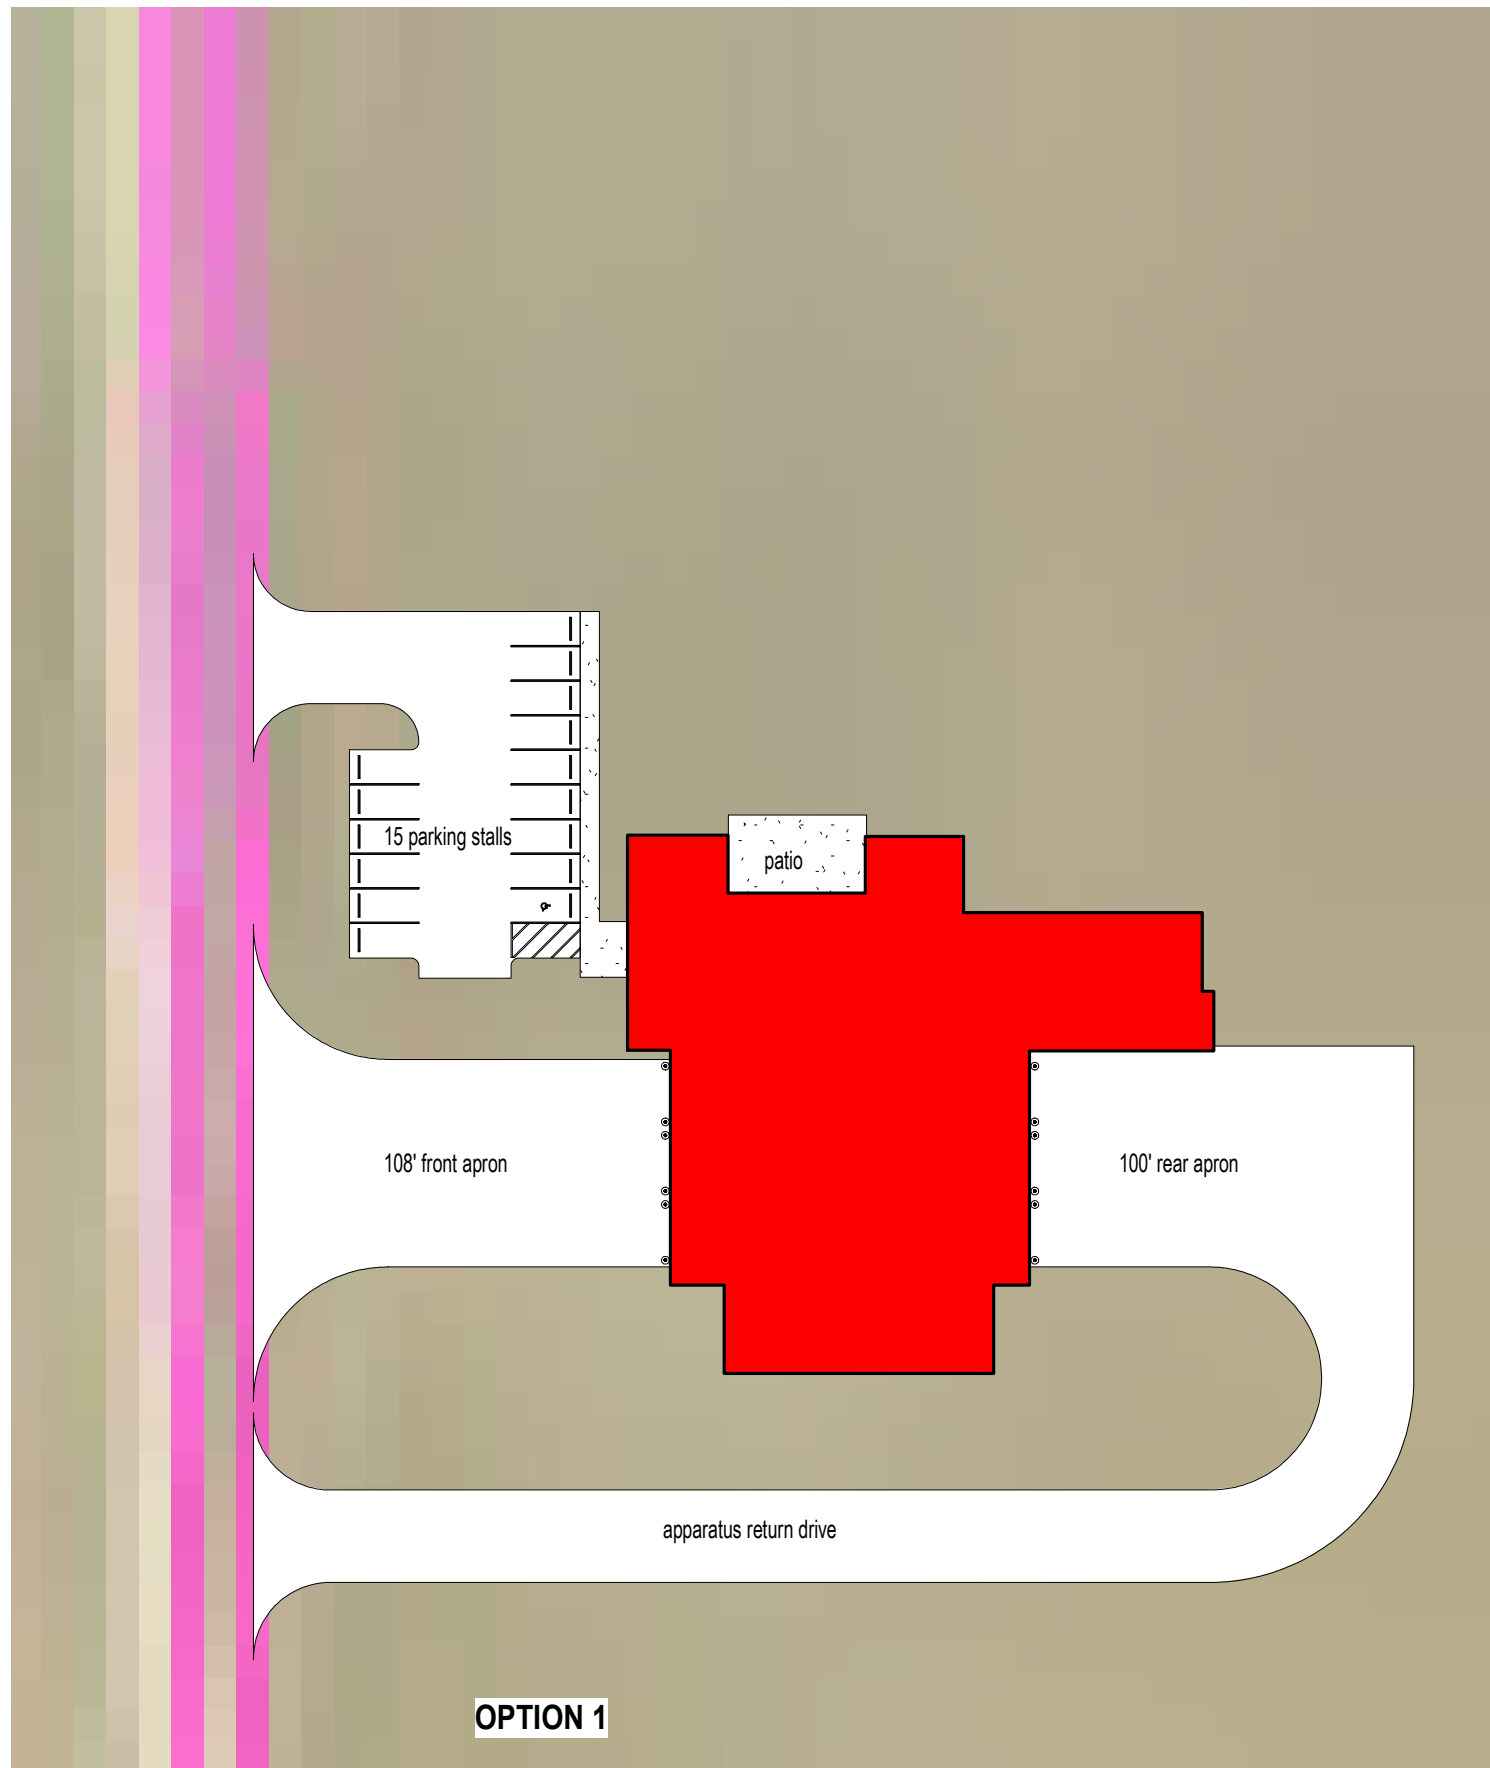 15 parking stalls
patio
108' front apron
100' rear apron
apparatus return drive
OPTION 1